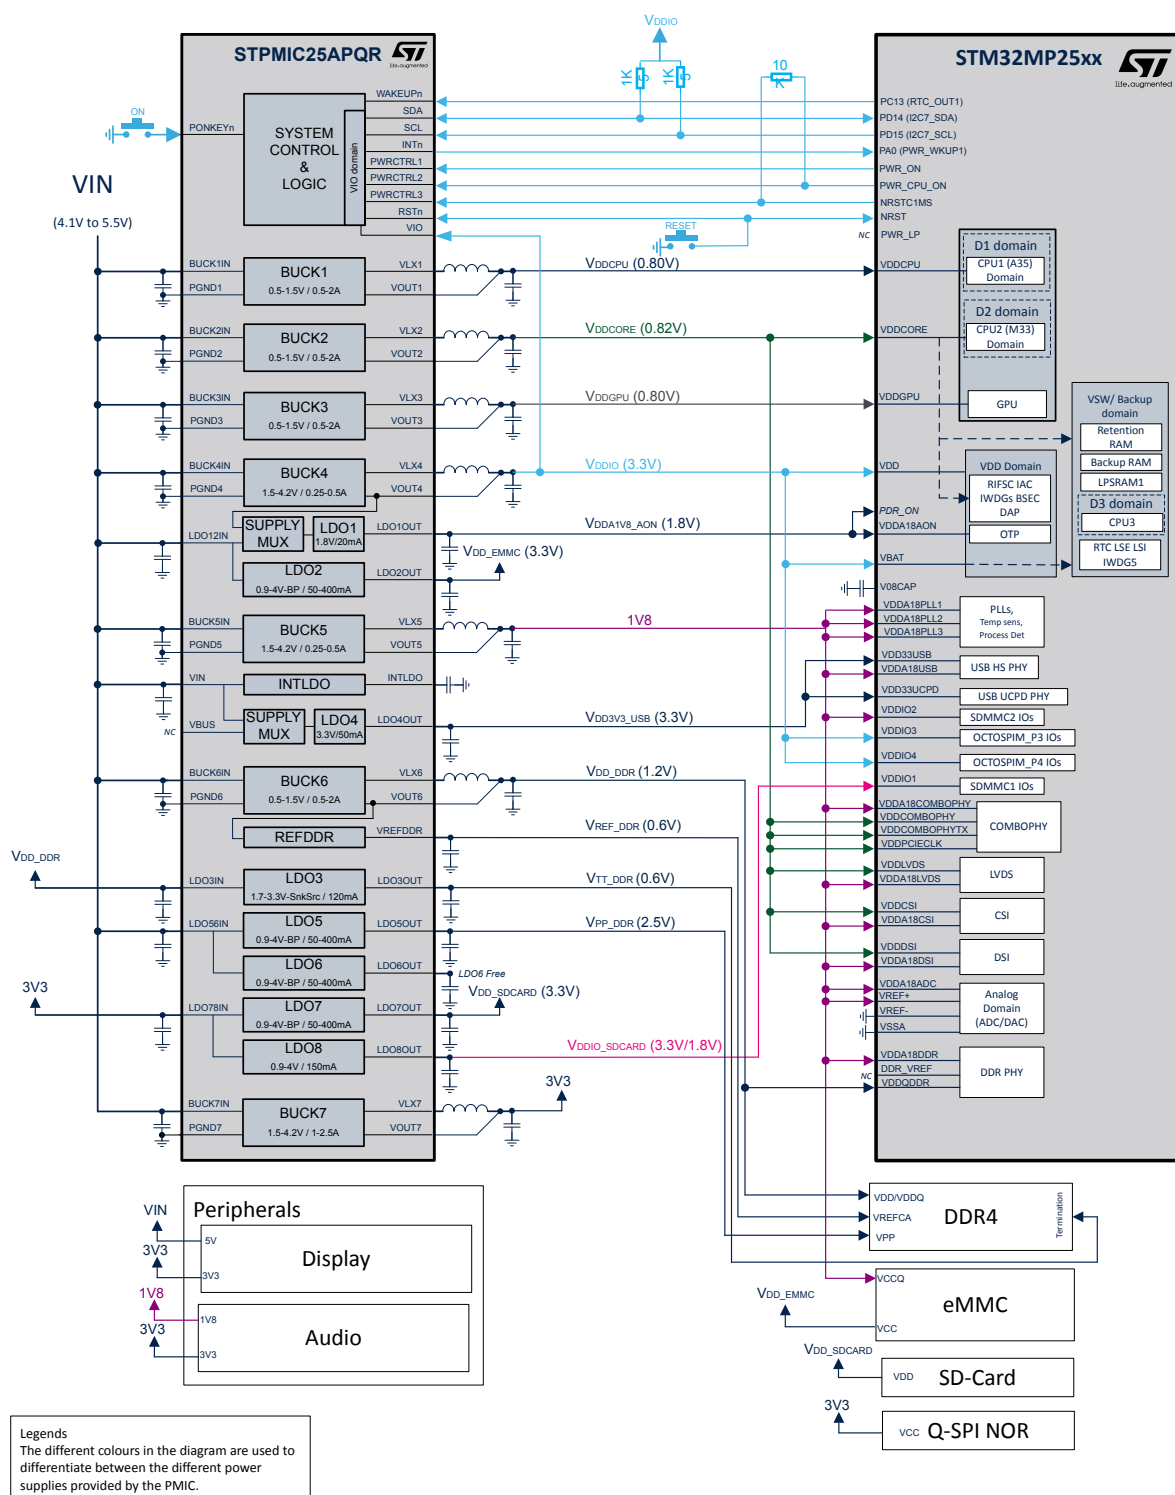 VDDIO
STPMIC25APQR
life.augmented
STM32MP25xx
life.augmented
1K
5
1K
5
10
K
ON
PONKEYn
SYSTEM
CONTROL
&
LOGIC
VIO domain
WAKEUPn
SDA
SCL
INTn
PWRCTRL1
PWRCTRL2
PWRCTRL3
RSTn
VIO
RESET
PC13 (RTC_OUT1)
PD14 (I2C7_SDA)
PD15 (I2C7_SCL)
PA0 (PWR_WKUP1)
PWR_ON
PWR_CPU_ON
NRSTC1MS
NRST
NC
PWR_LP
VIN
(4.1V to 5.5V)
BUCK1IN
PGND1
BUCK1
0.5-1.5V / 0.5-2A
VLX1
VOUT1
VDDCPU (0.80V)
VDDCPU
D1 domain
CPU1 (A35)
Domain
BUCK2IN
PGND2
BUCK2
0.5-1.5V / 0.5-2A
VLX2
VOUT2
VDDCORE (0.82V)
VDDCORE
D2 domain
CPU2 (M33)
Domain
BUCK3IN
PGND3
BUCK3
0.5-1.5V / 0.5-2A
VLX3
VOUT3
VDDGPU (0.80V)
VDDGPU
GPU
VSW/ Backup
domain
Retention
RAM
Backup RAM
LPSRAM1
D3 domain
CPU3
RTC LSE LSI
IWDG5
BUCK4IN
PGND4
BUCK4
1.5-4.2V / 0.25-0.5A
VLX4
VOUT4
VDDIO (3.3V)
VDD
VDD Domain
RIFSC IAC
IWDGs BSEC
DAP
OTP
LDO12IN
SUPPLY
MUX
LDO1
1.8V/20mA
LDO1OUT
VDDA1V8_AON (1.8V)
PDR_ON
VDDA18AON
VDD_EMMC (3.3V)
LDO2
0.9-4V-BP / 50-400mA
LDO2OUT
VBAT
V08CAP
BUCK5IN
PGND5
BUCK5
1.5-4.2V / 0.25-0.5A
VLX5
VOUT5
1V8
VDDA18PLL1
VDDA18PLL2
VDDA18PLL3
PLLs,
Temp sens,
Process Det
VIN
INTLDO
INTLDO
VDD33USB
VDDA18USB
USB HS PHY
VDD33UCPD
USB UCPD PHY
NC
VBUS
SUPPLY
MUX
LDO4
3.3V/50mA
LDO4OUT
VDD3V3_USB (3.3V)
VDDIO2
SDMMC2 IOs
VDDIO3
OCTOSPIM_P3 IOs
VDDIO4
OCTOSPIM_P4 IOs
BUCK6IN
PGND6
BUCK6
0.5-1.5V / 0.5-2A
VLX6
VOUT6
VDD_DDR (1.2V)
VDDIO1
SDMMC1 IOs
REFDDR
VREFDDR
VREF_DDR (0.6V)
VDDA18COMBOPHY
VDDCOMBOPHY
VDDCOMBOPHYTX
VDDPCIECLK
COMBOPHY
VDD_DDR
LDO3IN
LDO3
1.7-3.3V-SnkSrc / 120mA
LDO3OUT
VTT_DDR (0.6V)
VDDLVDS
VDDA18LVDS
LVDS
LDO56IN
LDO5
0.9-4V-BP / 50-400mA
LDO5OUT
VPP_DDR (2.5V)
VDDCSI
VDDA18CSI
CSI
LDO6
0.9-4V-BP / 50-400mA
LDO6OUT
LDO6 Free
VDDDSI
VDDA18DSI
DSI
3V3
LDO78IN
LDO7
0.9-4V-BP / 50-400mA
LDO7OUT
VDD_SDCARD (3.3V)
VDDA18ADC
VREF+
VREF-
VSSA
Analog
Domain
(ADC/DAC)
LDO8
0.9-4V / 150mA
LDO8OUT
VDDIO_SDCARD (3.3V/1.8V)
VDDA18DDR
NC
DDR_VREF
VDDQDDR
DDR PHY
BUCK7IN
PGND7
BUCK7
1.5-4.2V / 1-2.5A
VLX7
VOUT7
3V3
Peripherals
VIN
5V
3V3
3V3
Display
1V8
1V8
3V3
3V3
Audio
VDD/VDDQ
VREFCA
VPP
DDR4
Termination
VCCQ
eMMC
VDD_EMMC
VCC
VDD_SDCARD
VDD
SD-Card
3V3
VCC
Q-SPI NOR
Legends
The different colours in the diagram are used to
differentiate between the different power
supplies provided by the PMIC.